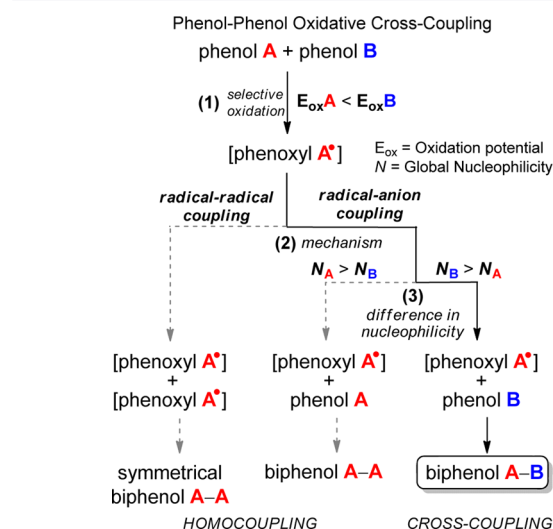 Phenol-Phenol Oxidative Cross-Coupling
phenol A + phenol B
(1) selective oxidation EoxA < EoxB
[phenoxyl A•]
Eox = Oxidation potential
N = Global Nucleophilicity
radical-radical
coupling
radical-anion
coupling
(2) mechanism
NA > NB
NB > NA
(3)
difference in
nucleophilicity
[phenoxyl A•]
+
[phenoxyl A•]
[phenoxyl A•]
+
phenol A
[phenoxyl A•]
+
phenol B
symmetrical
biphenol A–A
biphenol A–A
biphenol A–B
HOMOCOUPLING
CROSS-COUPLING